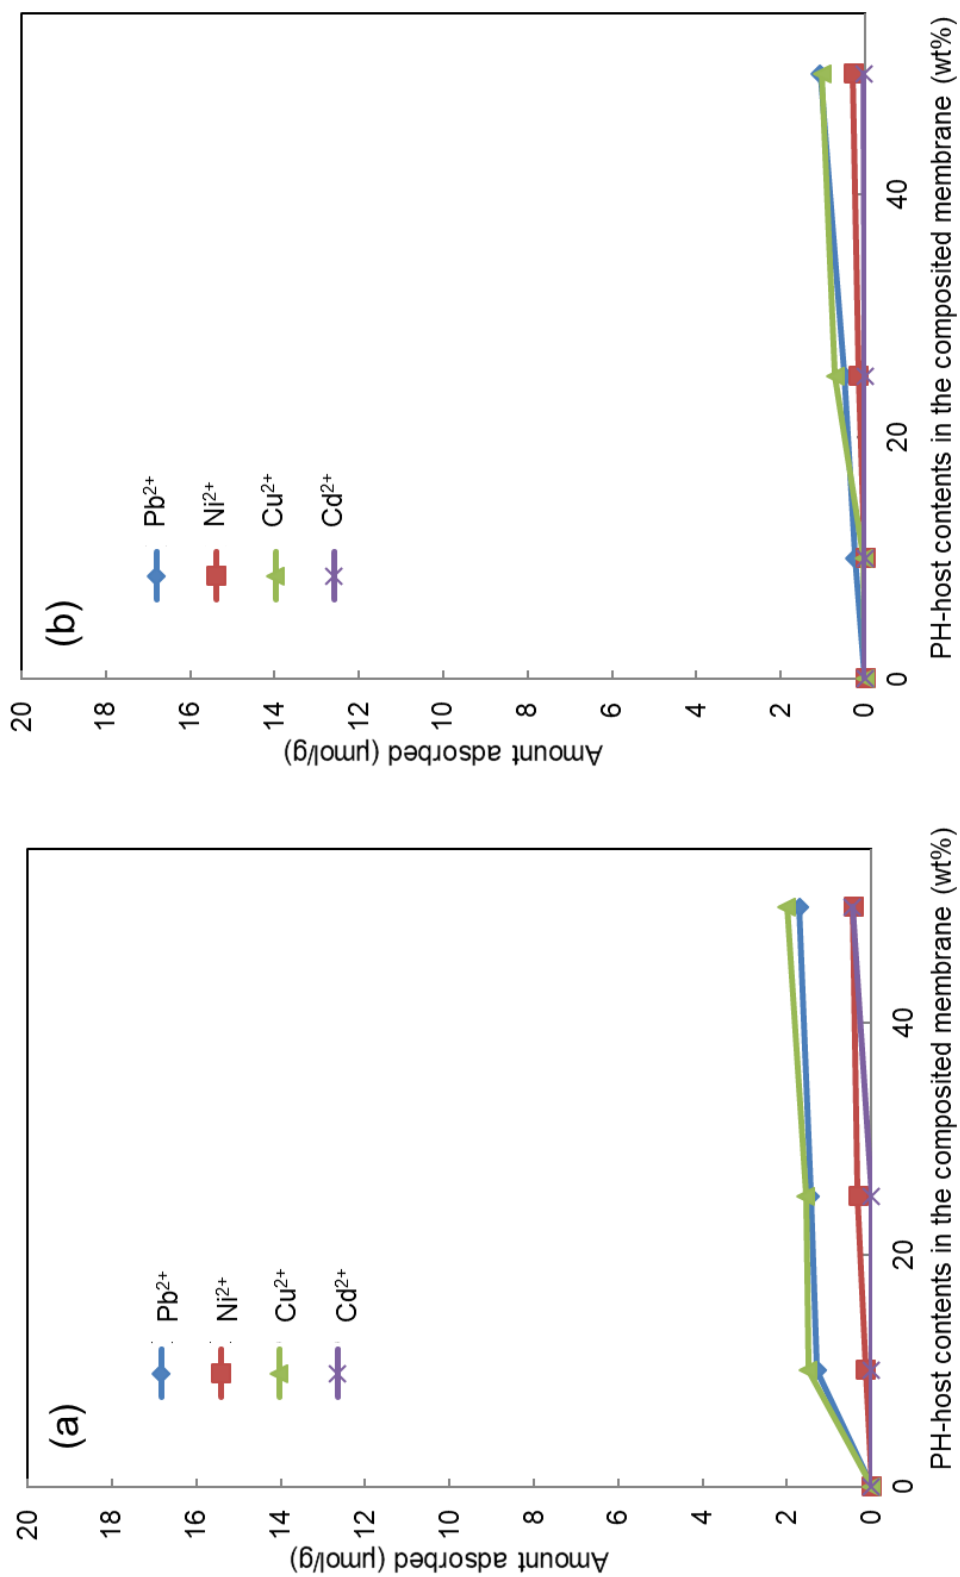 (a)
Pb2+
Ni2+
Cu2+
Cd2+
20
18
16
14
12
10
8
6
4
2
0
Amount adsorbed (μmol/g)
0
20
40
PH-host contents in the composited membrane (wt%)
(b)
Pb2+
Ni2+
Cu2+
Cd2+
20
18
16
14
12
10
8
6
4
2
0
Amount adsorbed (μmol/g)
0
20
40
PH-host contents in the composited membrane (wt%)